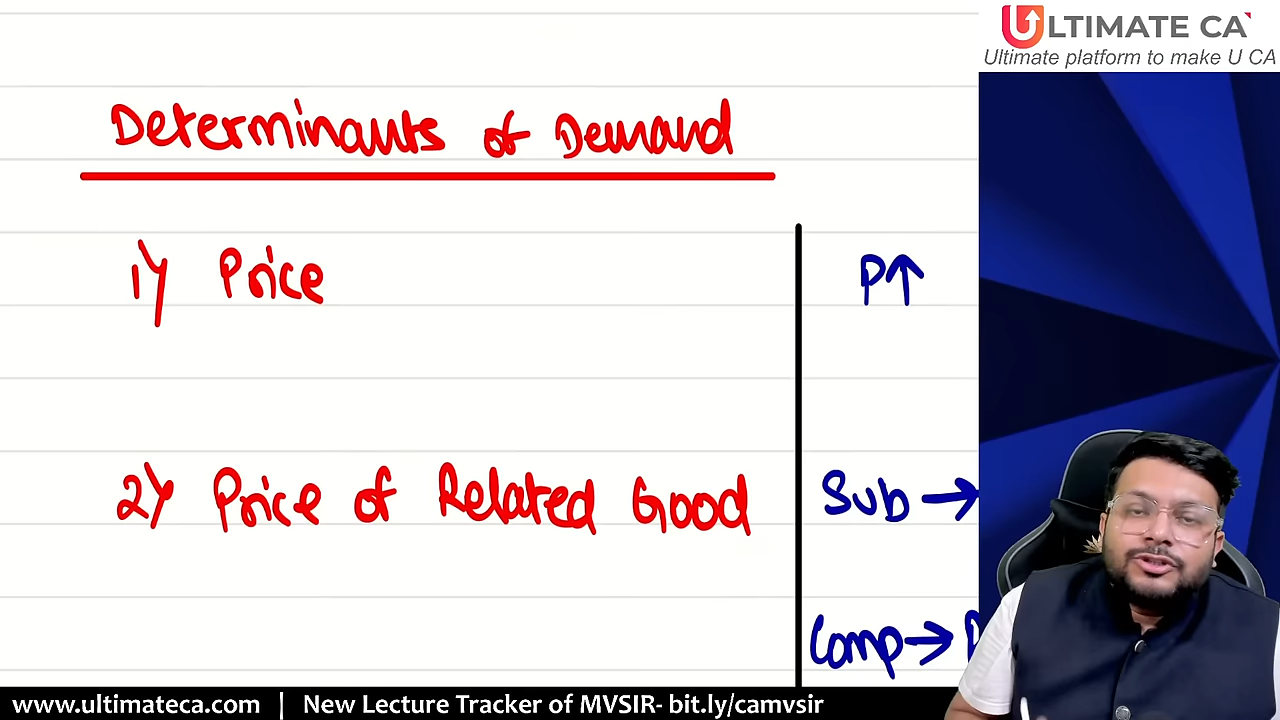 ULTIMATE CA
Ultimate platform to make U CA
Determinants of Demand
1) Price
P↑
2) Price of Related Good
Sub →
Comp →
www.ultimateca.com | New Lecture Tracker of MVSIR- bit.ly/camvsir